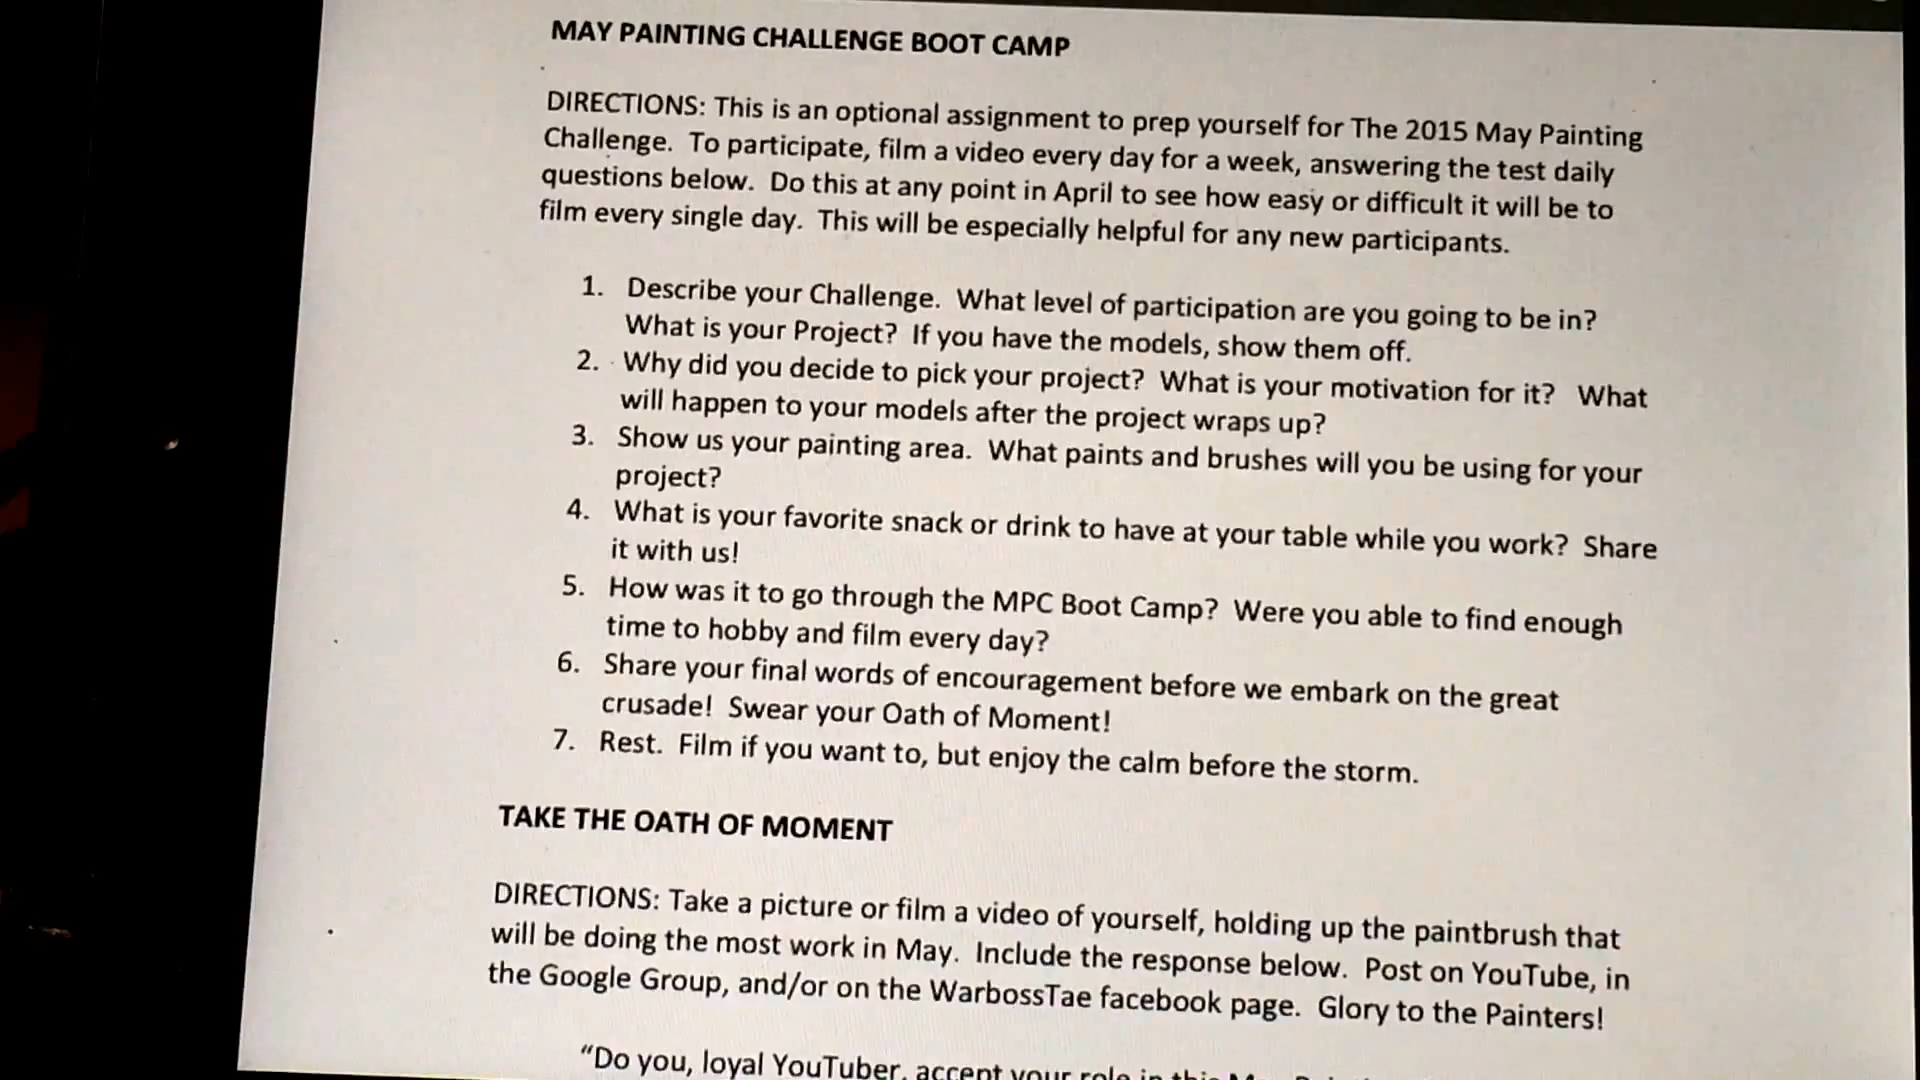 MAY PAINTING CHALLENGE BOOT CAMP
DIRECTIONS: This is an optional assignment to prep yourself for The 2015 May Painting
Challenge. To participate, film a video every day for a week, answering the test daily
questions below. Do this at any point in April to see how easy or difficult it will be to
film every single day. This will be especially helpful for any new participants.
1. Describe your Challenge. What level of participation are you going to be in?
What is your Project? If you have the models, show them off.
2. Why did you decide to pick your project? What is your motivation for it? What
will happen to your models after the project wraps up?
3. Show us your painting area. What paints and brushes will you be using for your
project?
4. What is your favorite snack or drink to have at your table while you work? Share
it with us!
5. How was it to go through the MPC Boot Camp? Were you able to find enough
time to hobby and film every day?
6. Share your final words of encouragement before we embark on the great
crusade! Swear your Oath of Moment!
7. Rest. Film if you want to, but enjoy the calm before the storm.
TAKE THE OATH OF MOMENT
DIRECTIONS: Take a picture or film a video of yourself, holding up the paintbrush that
will be doing the most work in May. Include the response below. Post on YouTube, in
the Google Group, and/or on the WarbossTae facebook page. Glory to the Painters!
"Do you, loyal YouTuber, accept your role in this May